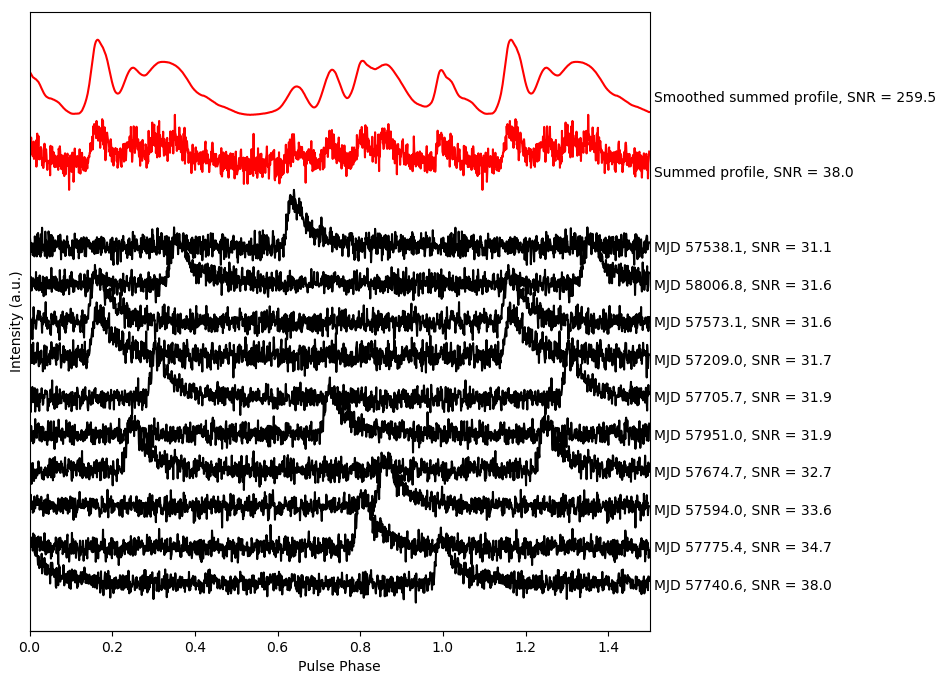 Smoothed summed profile, SNR = 259.5
Summed profile, SNR = 38.0
MJD 57538.1, SNR = 31.1
MJD 58006.8, SNR = 31.6
MJD 57573.1, SNR = 31.6
MJD 57209.0, SNR = 31.7
MJD 57705.7, SNR = 31.9
MJD 57951.0, SNR = 31.9
MJD 57674.7, SNR = 32.7
MJD 57594.0, SNR = 33.6
MJD 57775.4, SNR = 34.7
MJD 57740.6, SNR = 38.0
Intensity (a.u.)
0.0 0.2 0.4 0.6 0.8 1.0 1.2 1.4
Pulse Phase